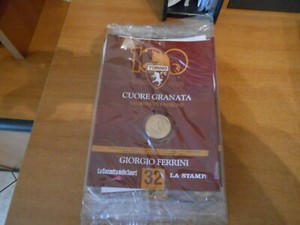 100
TORINO
CUORE GRANATA
GIORGIO FERRINI
La Gazzetta dello Sport 32 LA STAMPA